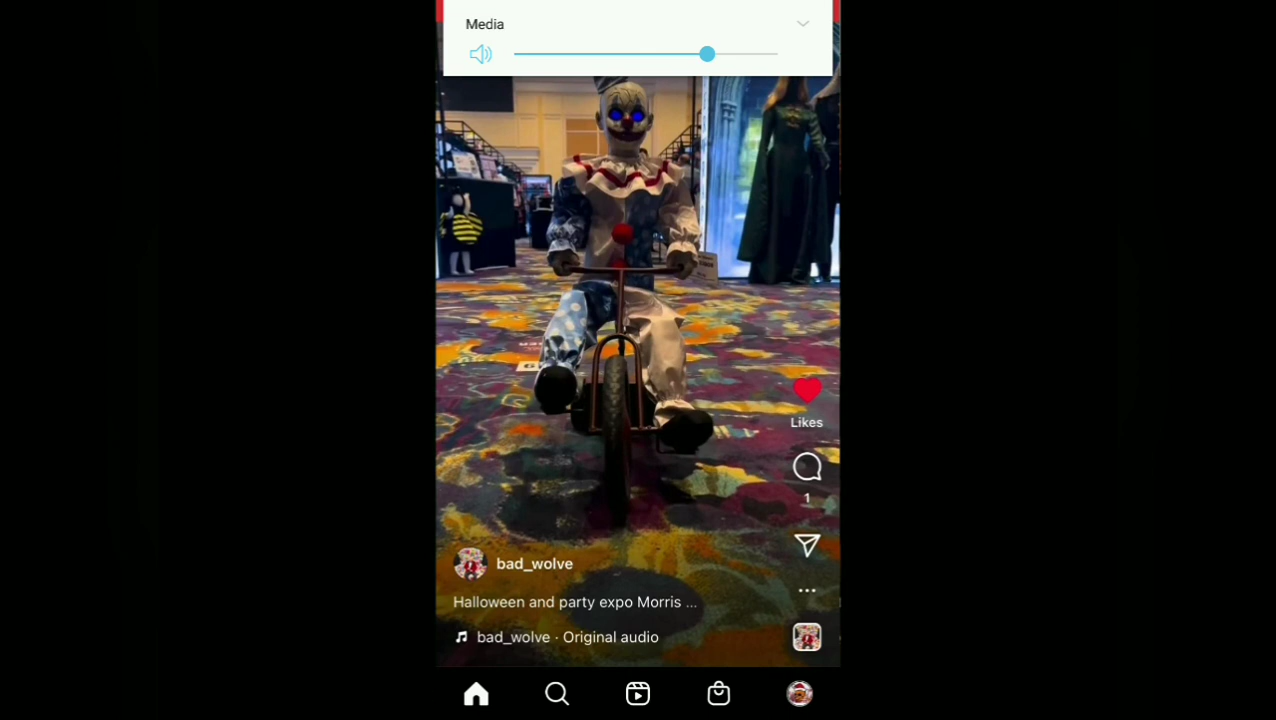 Media
Likes
1
bad_wolve
Halloween and party expo Morris ...
bad_wolve · Original audio